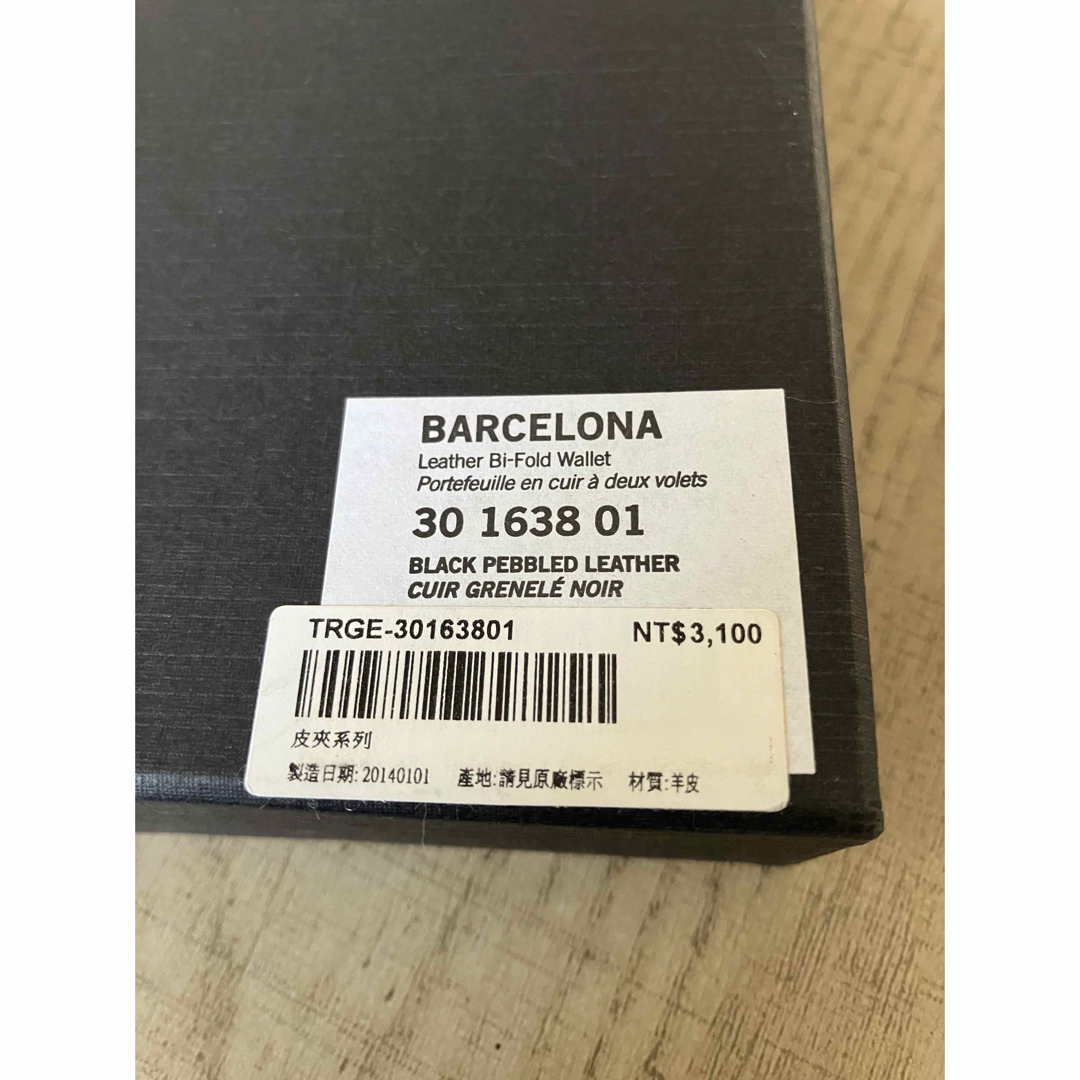 BARCELONA
Leather Bi-Fold Wallet
Portefeuille en cuir à deux volets
30 1638 01
BLACK PEBBLED LEATHER
CUIR GRENELÉ NOIR
TRGE-30163801 NT$3,100
皮夾系列
製造日期:20140101 產地:請見原廠標示 材質:羊皮